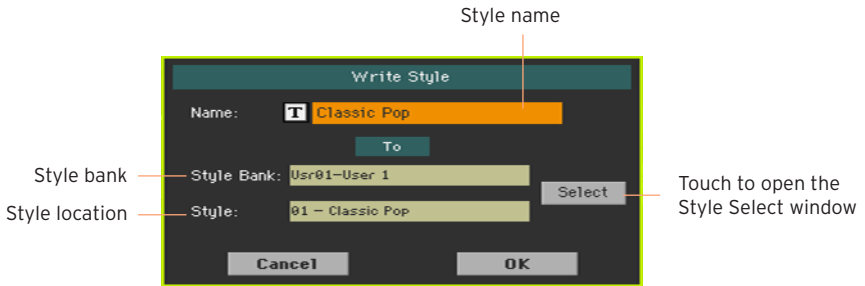 Style name
Write Style
Name: T Classic Pop
To
Style bank
Style Bank: Usr01-User 1
Select
Touch to open the
Style Select window
Style location
Style: 01 - Classic Pop
Cancel OK